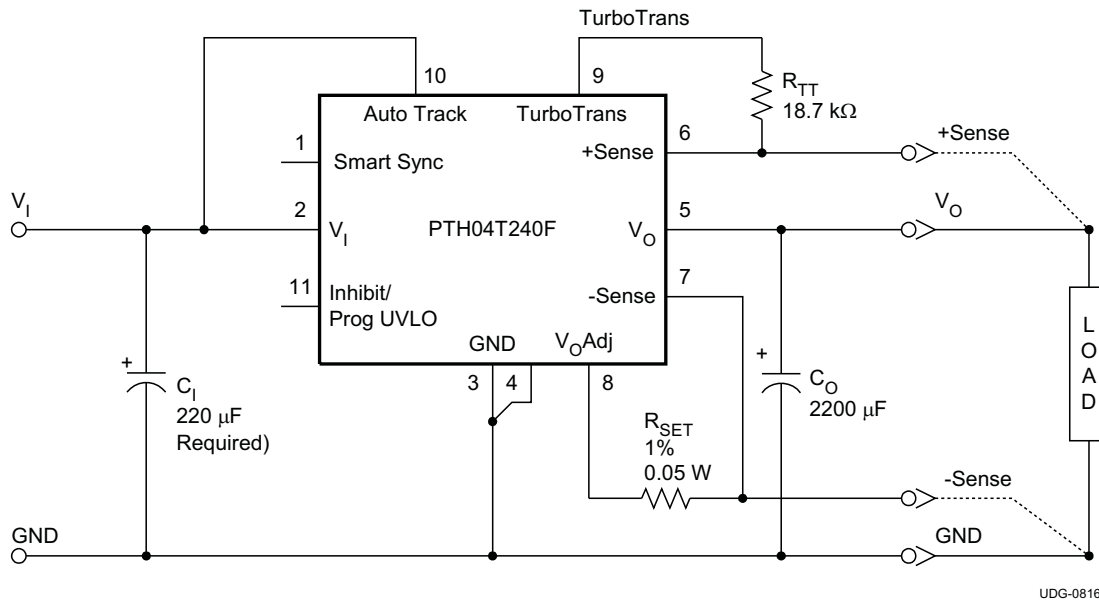 TurboTrans
10
9
R_TT
18.7 kΩ
Auto Track
TurboTrans
1
Smart Sync
+Sense
6
+Sense
V_I
2
V_I
PTH04T240F
V_O
5
V_O
11
Inhibit/
Prog UVLO
-Sense
7
GND
V_OAdj
3
4
8
+
C_I
220 μF
Required)
R_SET
1%
0.05 W
+
C_O
2200 μF
L
O
A
D
-Sense
GND
GND